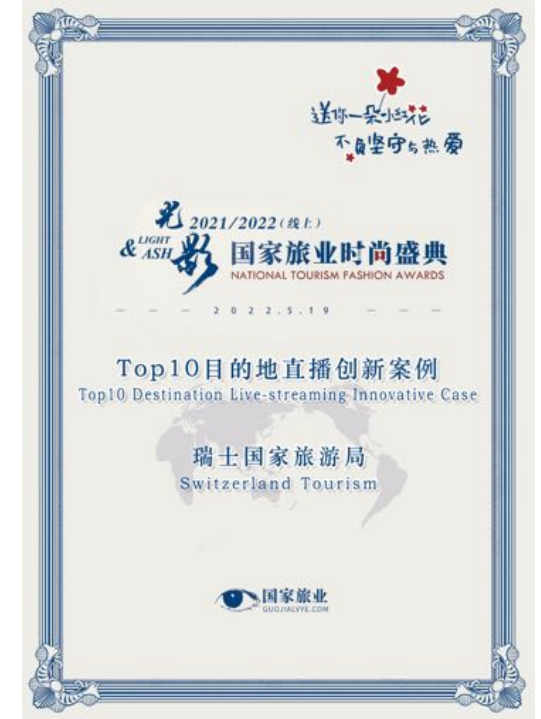 送你一朵小红花
不负坚守与热爱
光 2021/2022(线上)
& LIGHT
ASH 影 国家旅业时尚盛典
NATIONAL TOURISM FASHION AWARDS
2022.5.19
Top10目的地直播创新案例
Top10 Destination Live-streaming Innovative Case
瑞士国家旅游局
Switzerland Tourism
国家旅业
GUOJIALVYE.COM